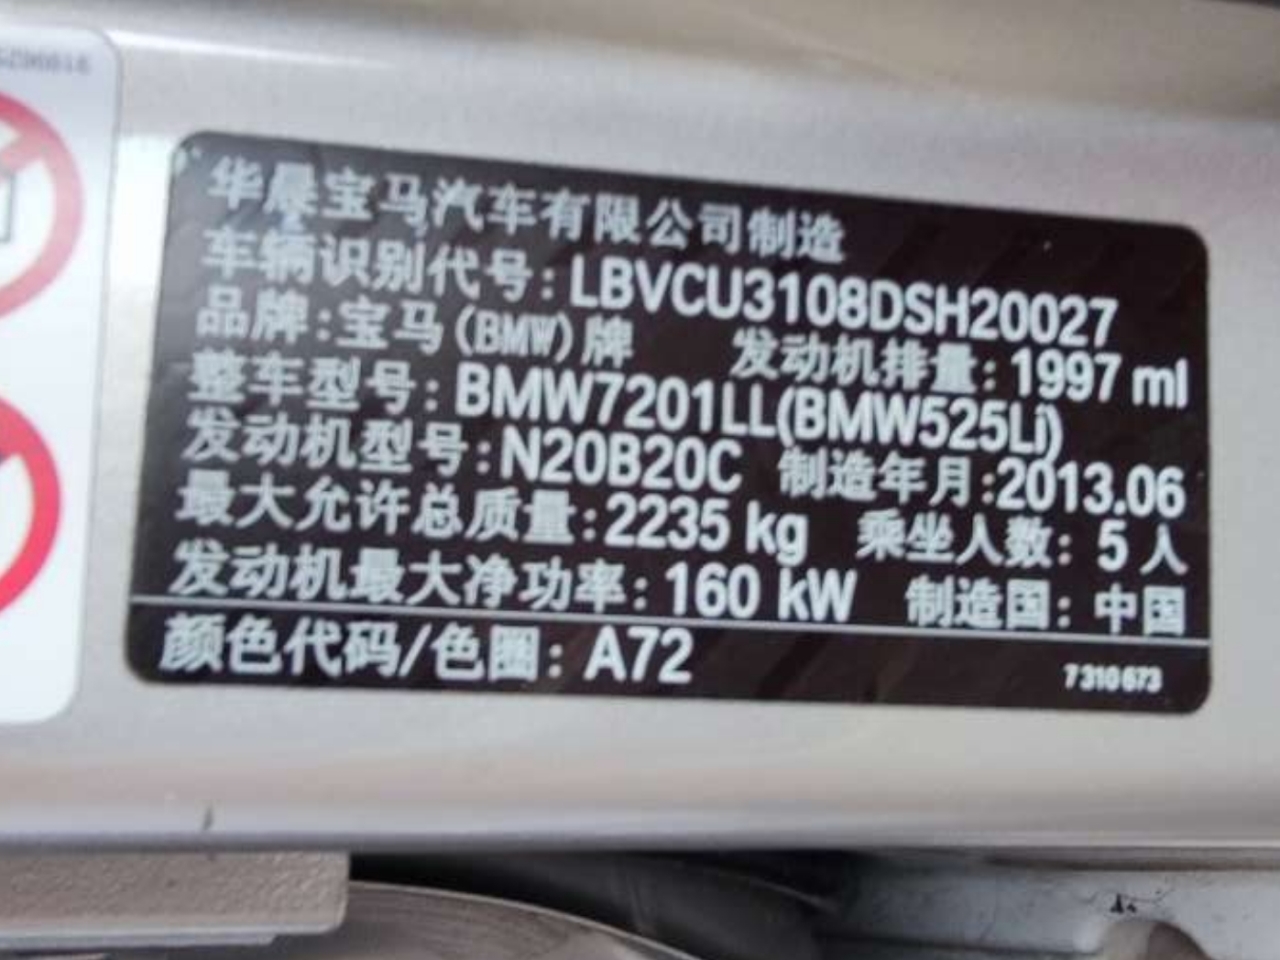 华晨宝马汽车有限公司制造
车辆识别代号:LBVCU3108DSH20027
品牌:宝马(BMW)牌 发动机排量:1997 ml
整车型号:BMW7201LL(BMW525Li)
发动机型号:N20B20C 制造年月:2013.06
最大允许总质量:2235 kg 乘坐人数:5人
发动机最大净功率:160 kW 制造国:中国
颜色代码/色圈:A72
7310673